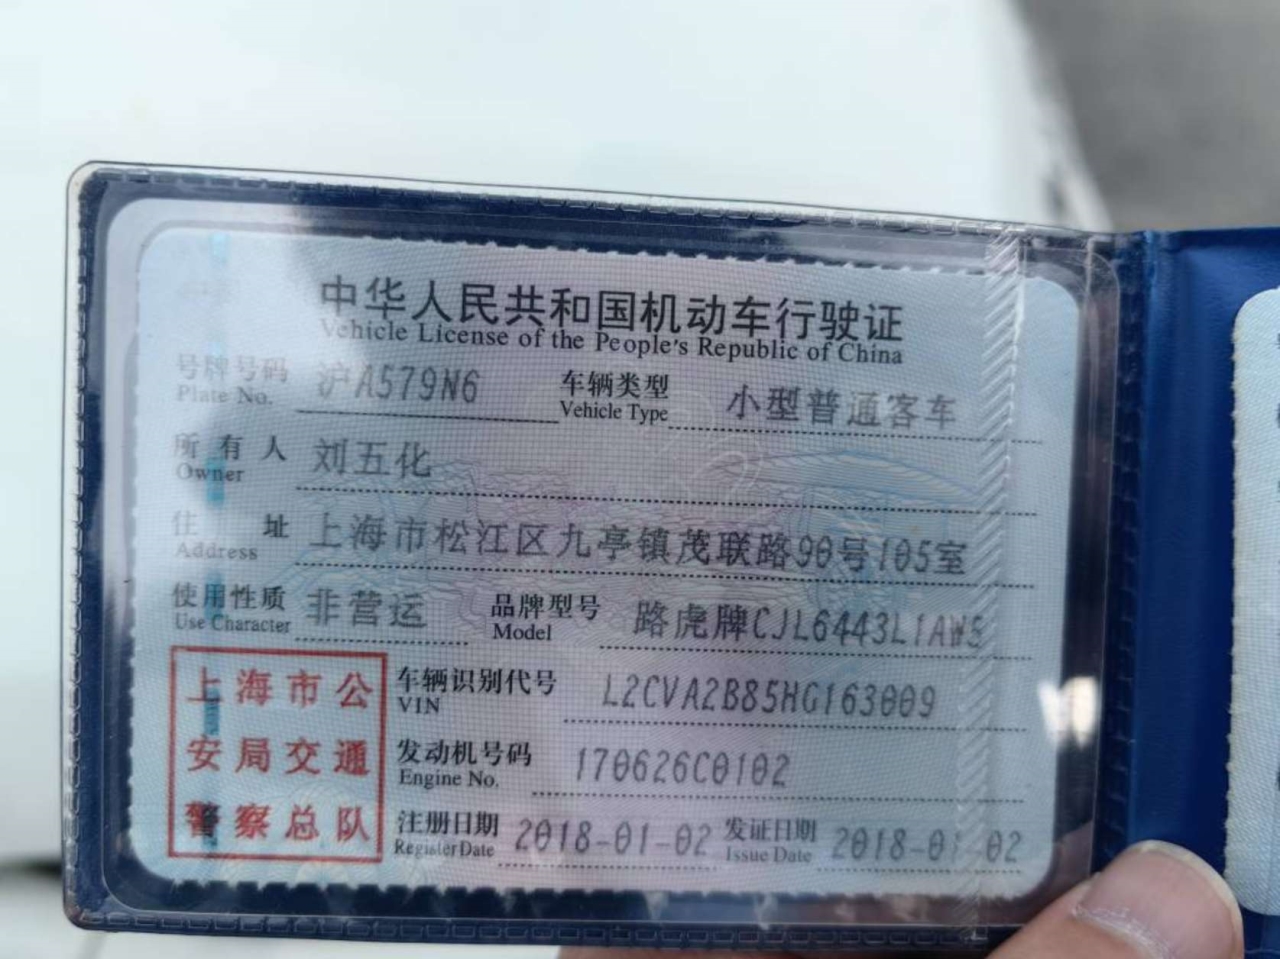 中华人民共和国机动车行驶证
Vehicle License of the People's Republic of China
号牌号码 沪A579N6 车辆类型 小型普通客车
Plate No. Vehicle Type
所有人 刘五化
Owner
住址 上海市松江区九亭镇茂联路90号105室
Address
使用性质 非营运 品牌型号 路虎牌CJL6443L1AW5
Use Character Model
上海市公
安局交通
警察总队
车辆识别代号 L2CVA2B85HG163009
VIN
发动机号码 170626C0102
Engine No.
注册日期 2018-01-02 发证日期 2018-01-02
Register Date Issue Date